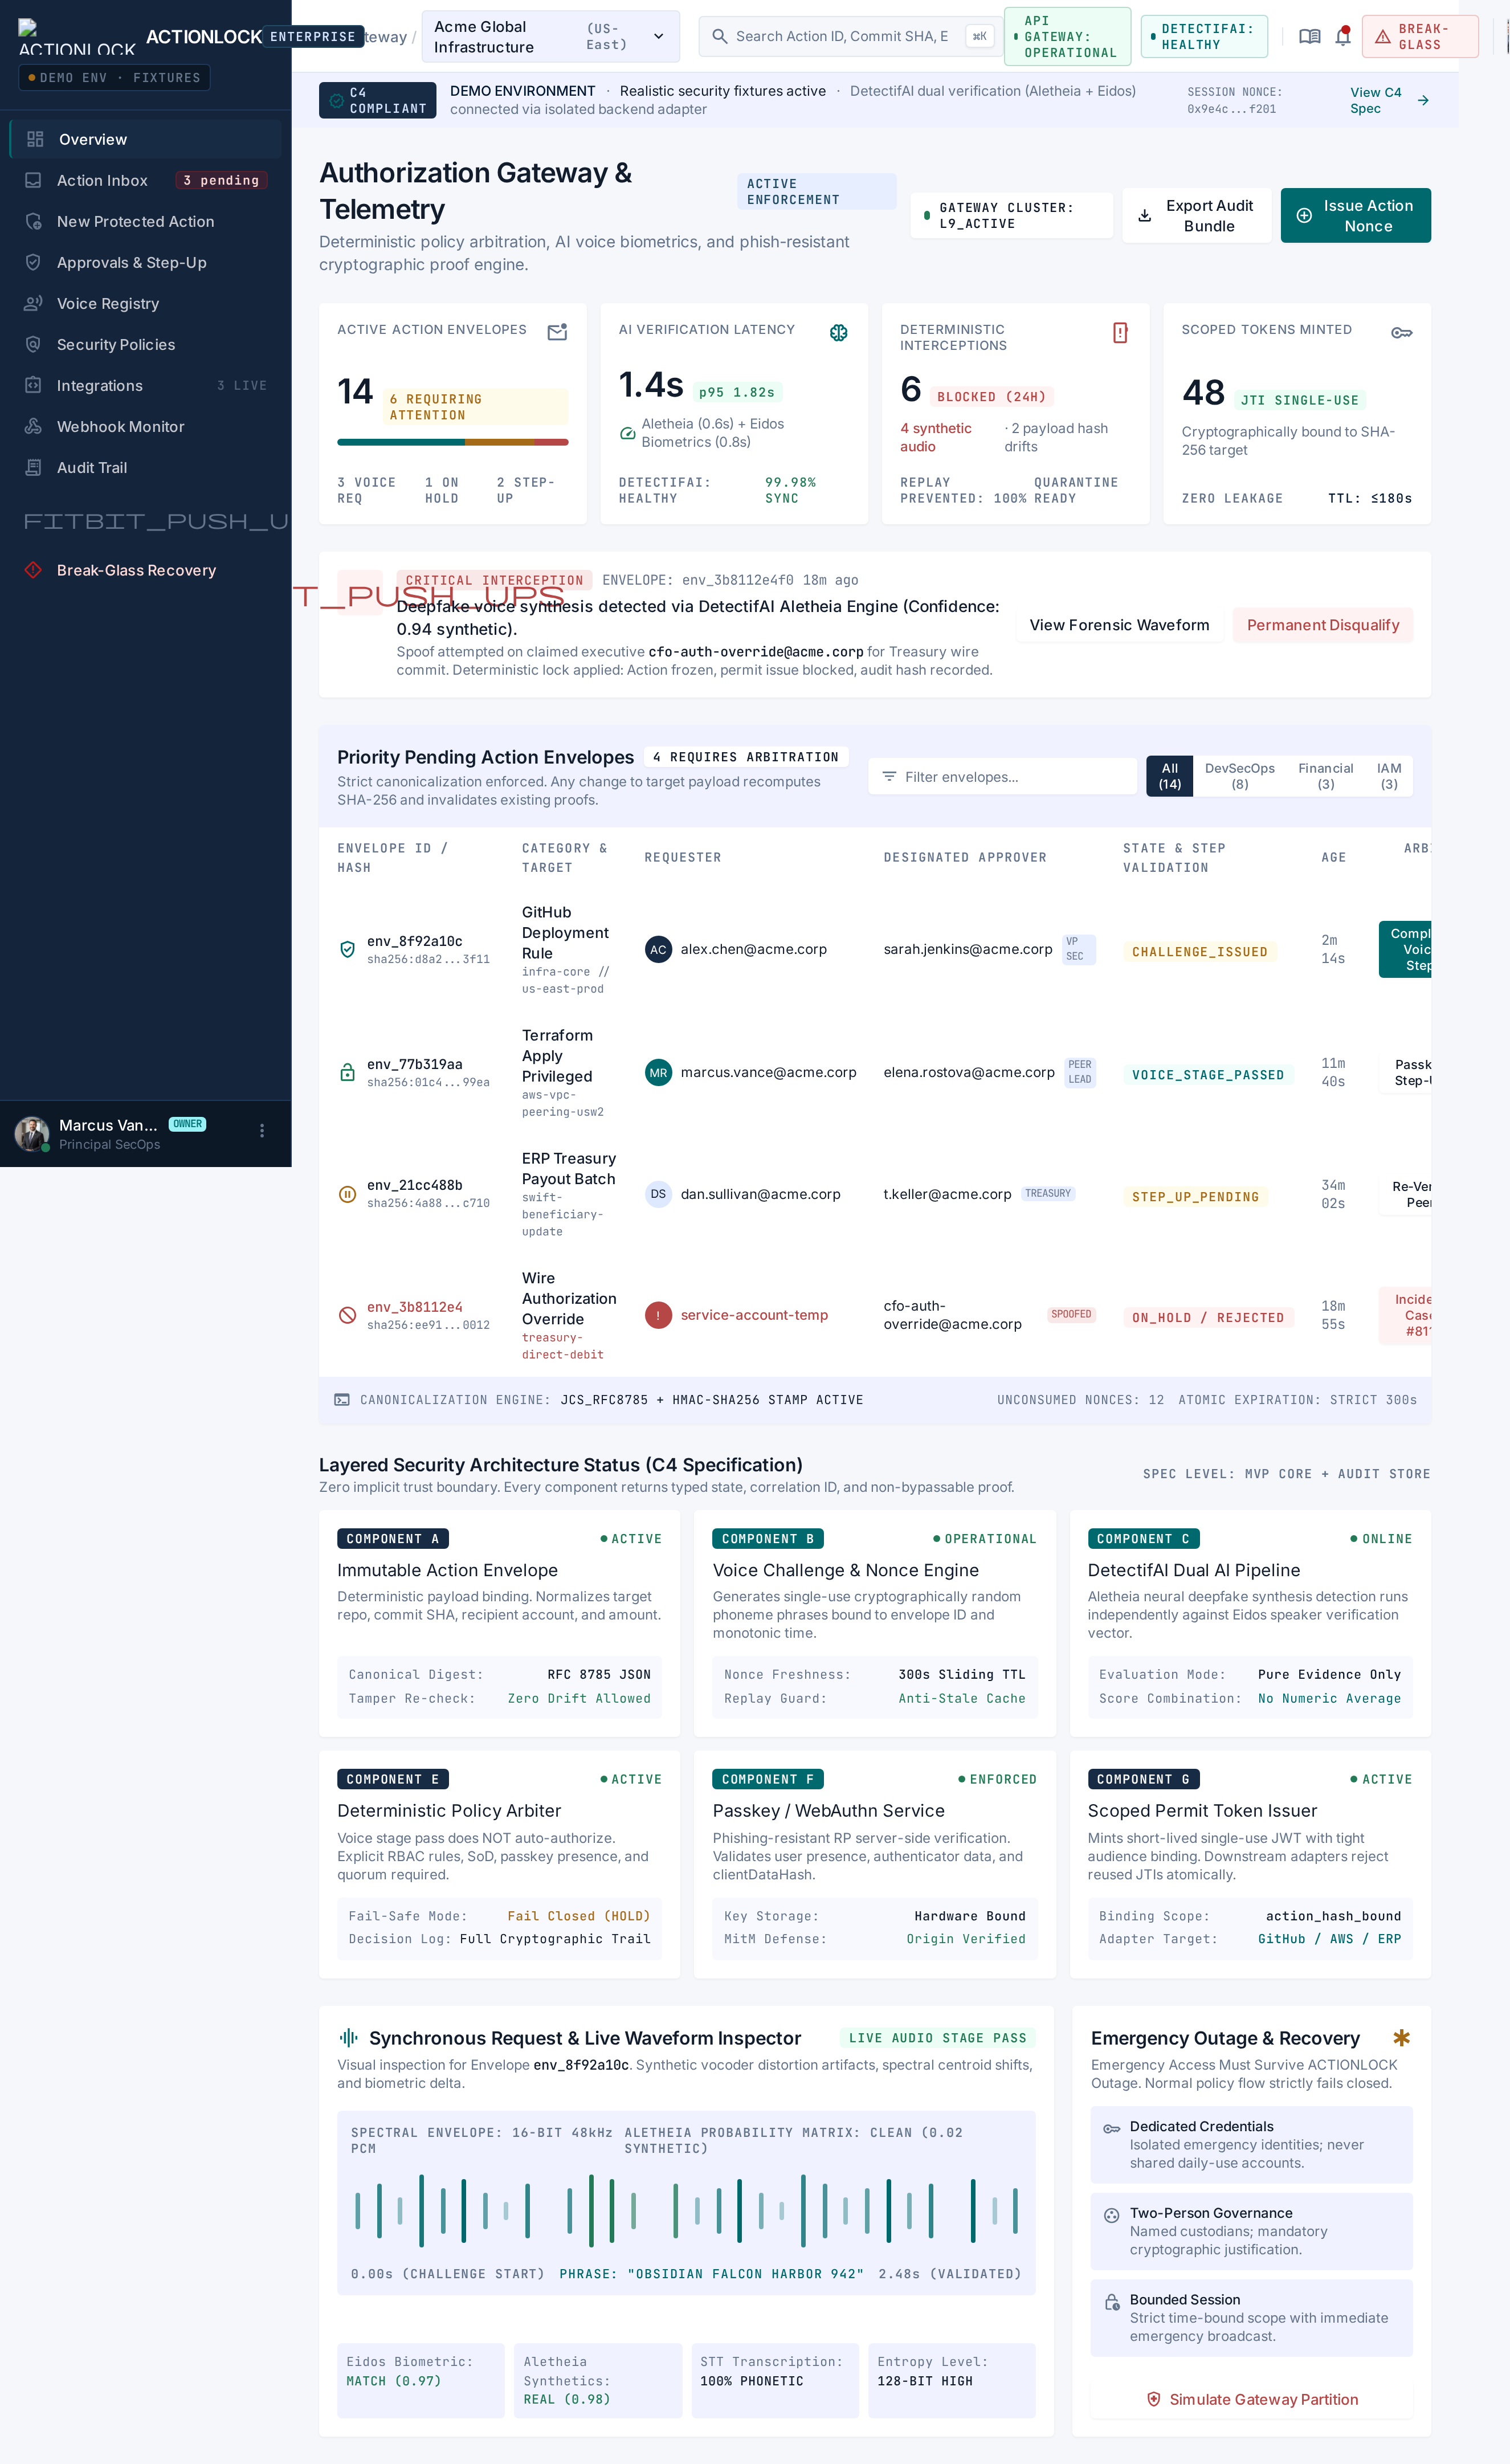 ACTIONLOCK
ACTIONLOCK
ENTERPRISE
DEMO ENV · FIXTURES
teway /
Acme Global
Infrastructure
(US-
East)
Search Action ID, Commit SHA, E
⌘K
API
GATEWAY:
OPERATIONAL
DETECTIFAI:
HEALTHY
BREAK-
GLASS
C4
COMPLIANT
DEMO ENVIRONMENT · Realistic security fixtures active · DetectifAI dual verification (Aletheia + Eidos)
connected via isolated backend adapter
SESSION NONCE:
0x9e4c...f201
View C4
Spec
Overview
Action Inbox
3 pending
New Protected Action
Approvals & Step-Up
Voice Registry
Security Policies
Integrations
3 LIVE
Webhook Monitor
Audit Trail
FITBIT_PUSH_U
Break-Glass Recovery
Marcus Van...
OWNER
Principal SecOps
Authorization Gateway &
Telemetry
ACTIVE
ENFORCEMENT
Deterministic policy arbitration, AI voice biometrics, and phish-resistant
cryptographic proof engine.
GATEWAY CLUSTER:
L9_ACTIVE
Export Audit
Bundle
Issue Action
Nonce
ACTIVE ACTION ENVELOPES
14
6 REQUIRING
ATTENTION
3 VOICE
REQ
1 ON
HOLD
2 STEP-
UP
AI VERIFICATION LATENCY
1.4s
p95 1.82s
Aletheia (0.6s) + Eidos
Biometrics (0.8s)
DETECTIFAI:
HEALTHY
99.98%
SYNC
DETERMINISTIC
INTERCEPTIONS
6
BLOCKED (24H)
4 synthetic
audio
· 2 payload hash
drifts
REPLAY
PREVENTED: 100%
QUARANTINE
READY
SCOPED TOKENS MINTED
48
JTI SINGLE-USE
Cryptographically bound to SHA-
256 target
ZERO LEAKAGE
TTL: ≤180s
T_PUSH_UPS
CRITICAL INTERCEPTION
ENVELOPE: env_3b8112e4f0 18m ago
Deepfake voice synthesis detected via DetectifAI Aletheia Engine (Confidence:
0.94 synthetic).
Spoof attempted on claimed executive cfo-auth-override@acme.corp for Treasury wire
commit. Deterministic lock applied: Action frozen, permit issue blocked, audit hash recorded.
View Forensic Waveform
Permanent Disqualify
Priority Pending Action Envelopes
4 REQUIRES ARBITRATION
Strict canonicalization enforced. Any change to target payload recomputes
SHA-256 and invalidates existing proofs.
Filter envelopes...
All
(14)
DevSecOps
(8)
Financial
(3)
IAM
(3)
ENVELOPE ID /
HASH
CATEGORY &
TARGET
REQUESTER
DESIGNATED APPROVER
STATE & STEP
VALIDATION
AGE
env_8f92a10c
sha256:d8a2...3f11
GitHub
Deployment
Rule
infra-core //
us-east-prod
AC
alex.chen@acme.corp
sarah.jenkins@acme.corp
VP
SEC
CHALLENGE_ISSUED
2m
14s
Compl
Voic
Step
env_77b319aa
sha256:01c4...99ea
Terraform
Apply
Privileged
aws-vpc-
peering-usw2
MR
marcus.vance@acme.corp
elena.rostova@acme.corp
PEER
LEAD
VOICE_STAGE_PASSED
11m
40s
Passk
Step-U
env_21cc488b
sha256:4a88...c710
ERP Treasury
Payout Batch
swift-
beneficiary-
update
DS
dan.sullivan@acme.corp
t.keller@acme.corp
TREASURY
STEP_UP_PENDING
34m
02s
Re-Ver
Peer
env_3b8112e4
sha256:ee91...0012
Wire
Authorization
Override
treasury-
direct-debit
!
service-account-temp
cfo-auth-
override@acme.corp
SPOOFED
ON_HOLD / REJECTED
18m
55s
Incide
Case
#811
CANONICALIZATION ENGINE: JCS_RFC8785 + HMAC-SHA256 STAMP ACTIVE
UNCONSUMED NONCES: 12 ATOMIC EXPIRATION: STRICT 300s
Layered Security Architecture Status (C4 Specification)
Zero implicit trust boundary. Every component returns typed state, correlation ID, and non-bypassable proof.
SPEC LEVEL: MVP CORE + AUDIT STORE
COMPONENT A
ACTIVE
Immutable Action Envelope
Deterministic payload binding. Normalizes target
repo, commit SHA, recipient account, and amount.
Canonical Digest: RFC 8785 JSON
Tamper Re-check: Zero Drift Allowed
COMPONENT B
OPERATIONAL
Voice Challenge & Nonce Engine
Generates single-use cryptographically random
phoneme phrases bound to envelope ID and
monotonic time.
Nonce Freshness: 300s Sliding TTL
Replay Guard: Anti-Stale Cache
COMPONENT C
ONLINE
DetectifAI Dual AI Pipeline
Aletheia neural deepfake synthesis detection runs
independently against Eidos speaker verification
vector.
Evaluation Mode: Pure Evidence Only
Score Combination: No Numeric Average
COMPONENT E
ACTIVE
Deterministic Policy Arbiter
Voice stage pass does NOT auto-authorize.
Explicit RBAC rules, SoD, passkey presence, and
quorum required.
Fail-Safe Mode: Fail Closed (HOLD)
Decision Log: Full Cryptographic Trail
COMPONENT F
ENFORCED
Passkey / WebAuthn Service
Phishing-resistant RP server-side verification.
Validates user presence, authenticator data, and
clientDataHash.
Key Storage: Hardware Bound
MitM Defense: Origin Verified
COMPONENT G
ACTIVE
Scoped Permit Token Issuer
Mints short-lived single-use JWT with tight
audience binding. Downstream adapters reject
reused JTIs atomically.
Binding Scope: action_hash_bound
Adapter Target: GitHub / AWS / ERP
Synchronous Request & Live Waveform Inspector
LIVE AUDIO STAGE PASS
Visual inspection for Envelope env_8f92a10c. Synthetic vocoder distortion artifacts, spectral centroid shifts,
and biometric delta.
SPECTRAL ENVELOPE: 16-BIT 48kHz
PCM
ALETHEIA PROBABILITY MATRIX: CLEAN (0.02
SYNTHETIC)
0.00s (CHALLENGE START)
PHRASE: "OBSIDIAN FALCON HARBOR 942"
2.48s (VALIDATED)
Eidos Biometric:
MATCH (0.97)
Aletheia
Synthetics:
REAL (0.98)
STT Transcription:
100% PHONETIC
Entropy Level:
128-BIT HIGH
Emergency Outage & Recovery
Emergency Access Must Survive ACTIONLOCK
Outage. Normal policy flow strictly fails closed.
Dedicated Credentials
Isolated emergency identities; never
shared daily-use accounts.
Two-Person Governance
Named custodians; mandatory
cryptographic justification.
Bounded Session
Strict time-bound scope with immediate
emergency broadcast.
Simulate Gateway Partition